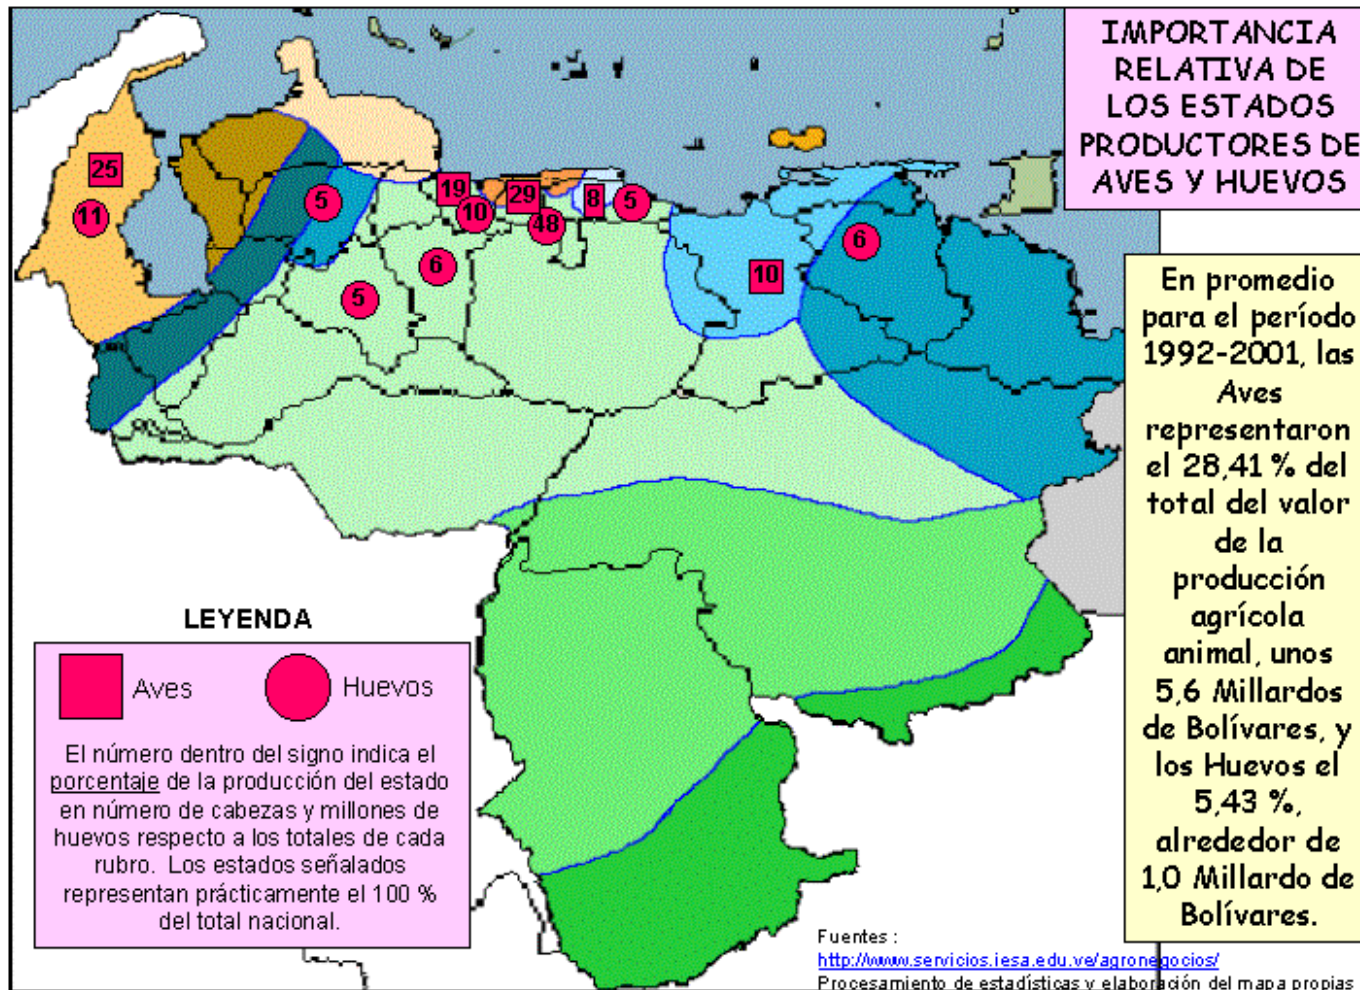 IMPORTANCIA
RELATIVA DE
LOS ESTADOS
PRODUCTORES DE
AVES Y HUEVOS
25
11
5
19
10
29
48
8
5
6
5
10
6
En promedio
para el período
1992-2001, las
Aves
representaron
el 28,41 % del
total del valor
de la
producción
agrícola
animal, unos
5,6 Millardos
de Bolívares, y
los Huevos el
5,43 %,
alrededor de
1,0 Millardo de
Bolívares.
LEYENDA
Aves
Huevos
El número dentro del signo indica el
porcentaje de la producción del estado
en número de cabezas y millones de
huevos respecto a los totales de cada
rubro. Los estados señalados
representan prácticamente el 100 %
del total nacional.
Fuentes :
http://www.servicios.iesa.edu.ve/agronegocios/
Procesamiento de estadísticas y elaboración del mapa propias